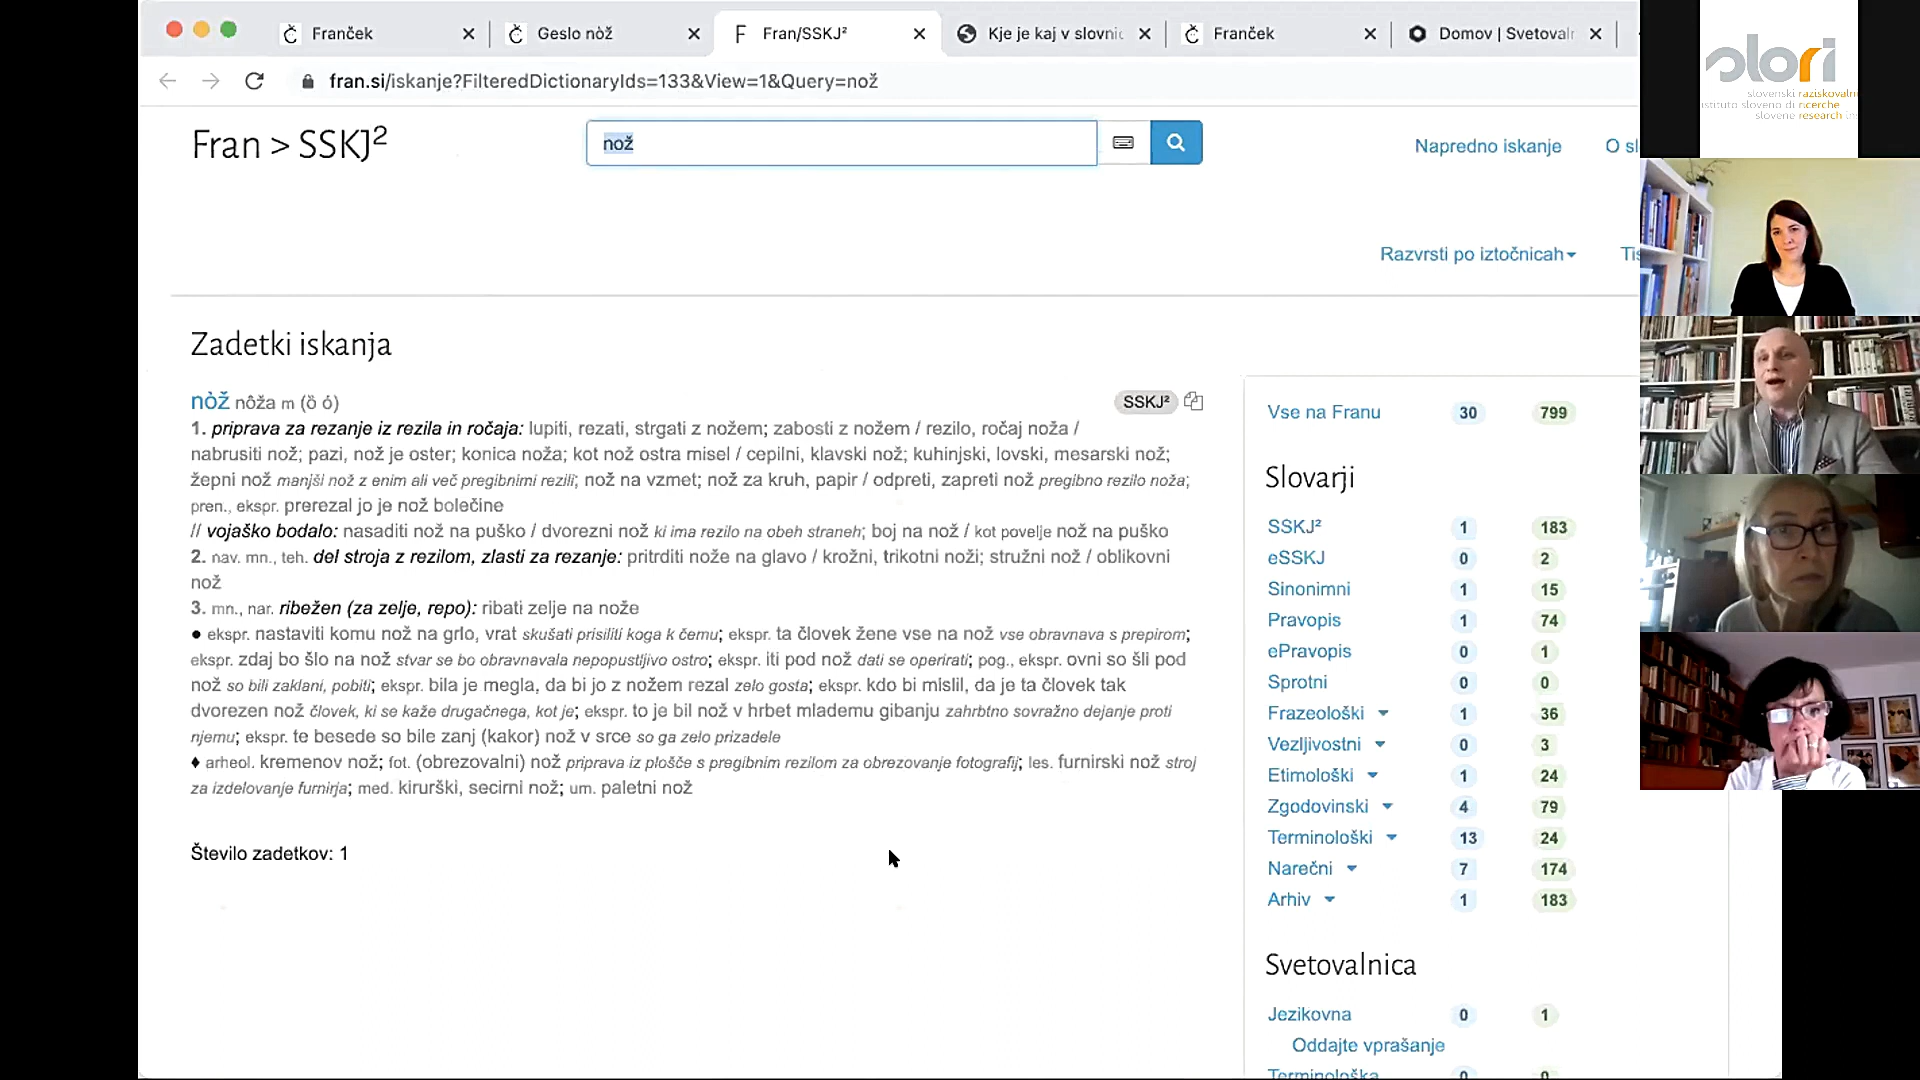 Franček
Geslo nòž
Fran/SSKJ²
Kje je kaj v slovnic
Franček
Domov | Svetoval
fran.si/iskanje?FilteredDictionaryIds=133&View=1&Query=nož
Fran > SSKJ²
nož
Napredno iskanje
O sl
Razvrsti po iztočnicah
Tis
Zadetki iskanja
nòž nôža m (ȍ ó)
SSKJ²
1. priprava za rezanje iz rezila in ročaja: lupiti, rezati, strgati z nožem; zabosti z nožem / rezilo, ročaj noža /
nabrusiti nož; pazi, nož je oster; konica noža; kot nož ostra misel / cepilni, klavski nož; kuhinjski, lovski, mesarski nož;
žepni nož manjši nož z enim ali več pregibnimi rezili; nož na vzmet; nož za kruh, papir / odpreti, zapreti nož pregibno rezilo noža;
pren., ekspr. prerezal jo je nož bolečine
// vojaško bodalo: nasaditi nož na puško / dvorezni nož ki ima rezilo na obeh straneh; boj na nož / kot povelje nož na puško
2. nav. mn., teh. del stroja z rezilom, zlasti za rezanje: pritrditi nože na glavo / krožni, trikotni noži; stružni nož / oblikovni
nož
3. mn., nar. ribežen (za zelje, repo): ribati zelje na nože
● ekspr. nastaviti komu nož na grlo, vrat skušati prisiliti koga k čemu; ekspr. ta človek žene vse na nož vse obravnava s prepirom;
ekspr. zdaj bo šlo na nož stvar se bo obravnavala nepopustljivo ostro; ekspr. iti pod nož dati se operirati; pog., ekspr. ovni so šli pod
nož so bili zaklani, pobiti; ekspr. bila je megla, da bi jo z nožem rezal zelo gosta; ekspr. kdo bi mislil, da je ta človek tak
dvorezen nož človek, ki se kaže drugačnega, kot je; ekspr. to je bil nož v hrbet mlademu gibanju zahrbtno sovražno dejanje proti
njemu; ekspr. te besede so bile zanj (kakor) nož v srce so ga zelo prizadele
♦ arheol. kremenov nož; fot. (obrezovalni) nož priprava iz plošče s pregibnim rezilom za obrezovanje fotografij; les. furnirski nož stroj
za izdelovanje furnirja; med. kirurški, secirni nož; um. paletni nož
Število zadetkov: 1
Vse na Franu 30 799
Slovarji
SSKJ² 1 183
eSSKJ 0 2
Sinonimni 1 15
Pravopis 1 74
ePravopis 0 1
Sprotni 0 0
Frazeološki 1 36
Vezljivostni 0 3
Etimološki 1 24
Zgodovinski 4 79
Terminološki 13 24
Narečni 7 174
Arhiv 1 183
Svetovalnica
Jezikovna 0 1
Oddajte vprašanje
Terminološka 0 0
slori
slovenski raziskovaln
istituto sloveno di ricerche
slovene research ins